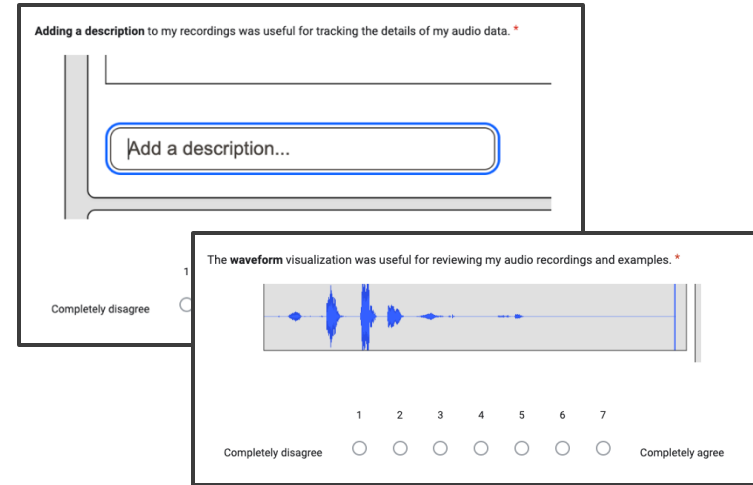 Adding a description to my recordings was useful for tracking the details of my audio data. *
Add a description...
1
Completely disagree
The waveform visualization was useful for reviewing my audio recordings and examples. *
1 2 3 4 5 6 7
Completely disagree Completely agree